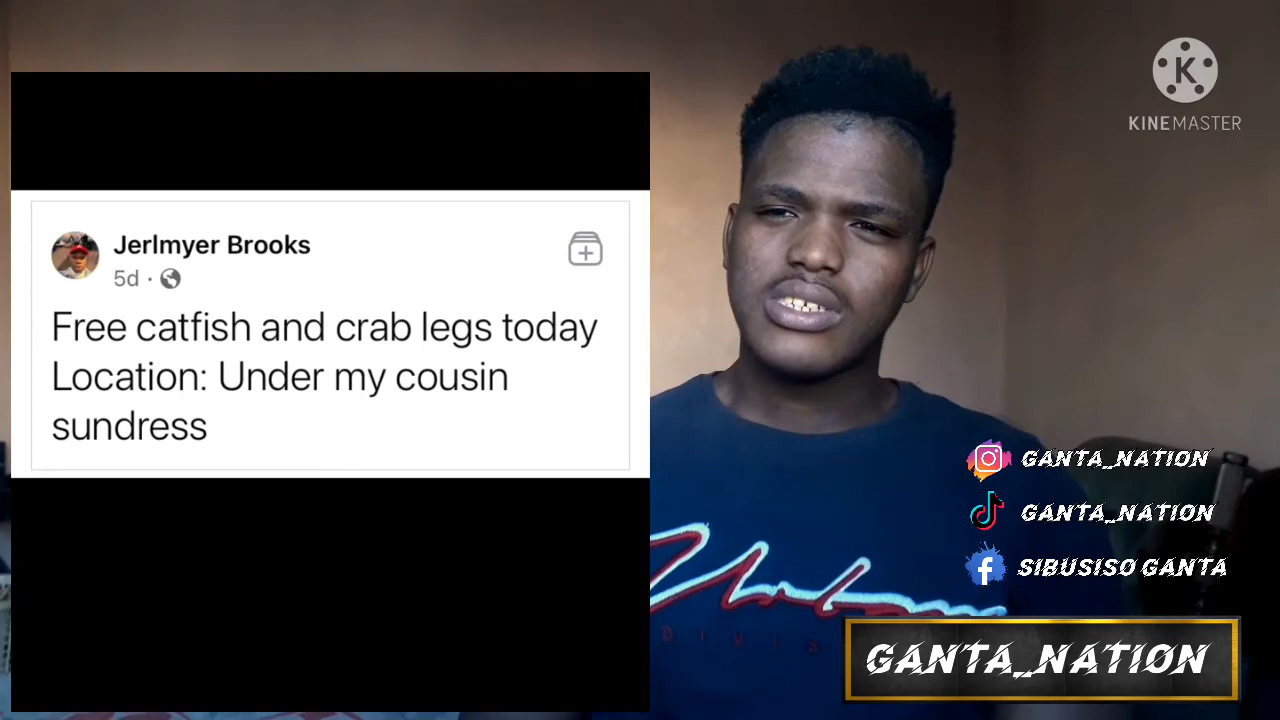 Jerlmyer Brooks
5d ·
Free catfish and crab legs today
Location: Under my cousin
sundress
K
KINEMASTER
GANTA_NATION
GANTA_NATION
f SIBUSISO GANTA
DIVIS
GANTA_NATION